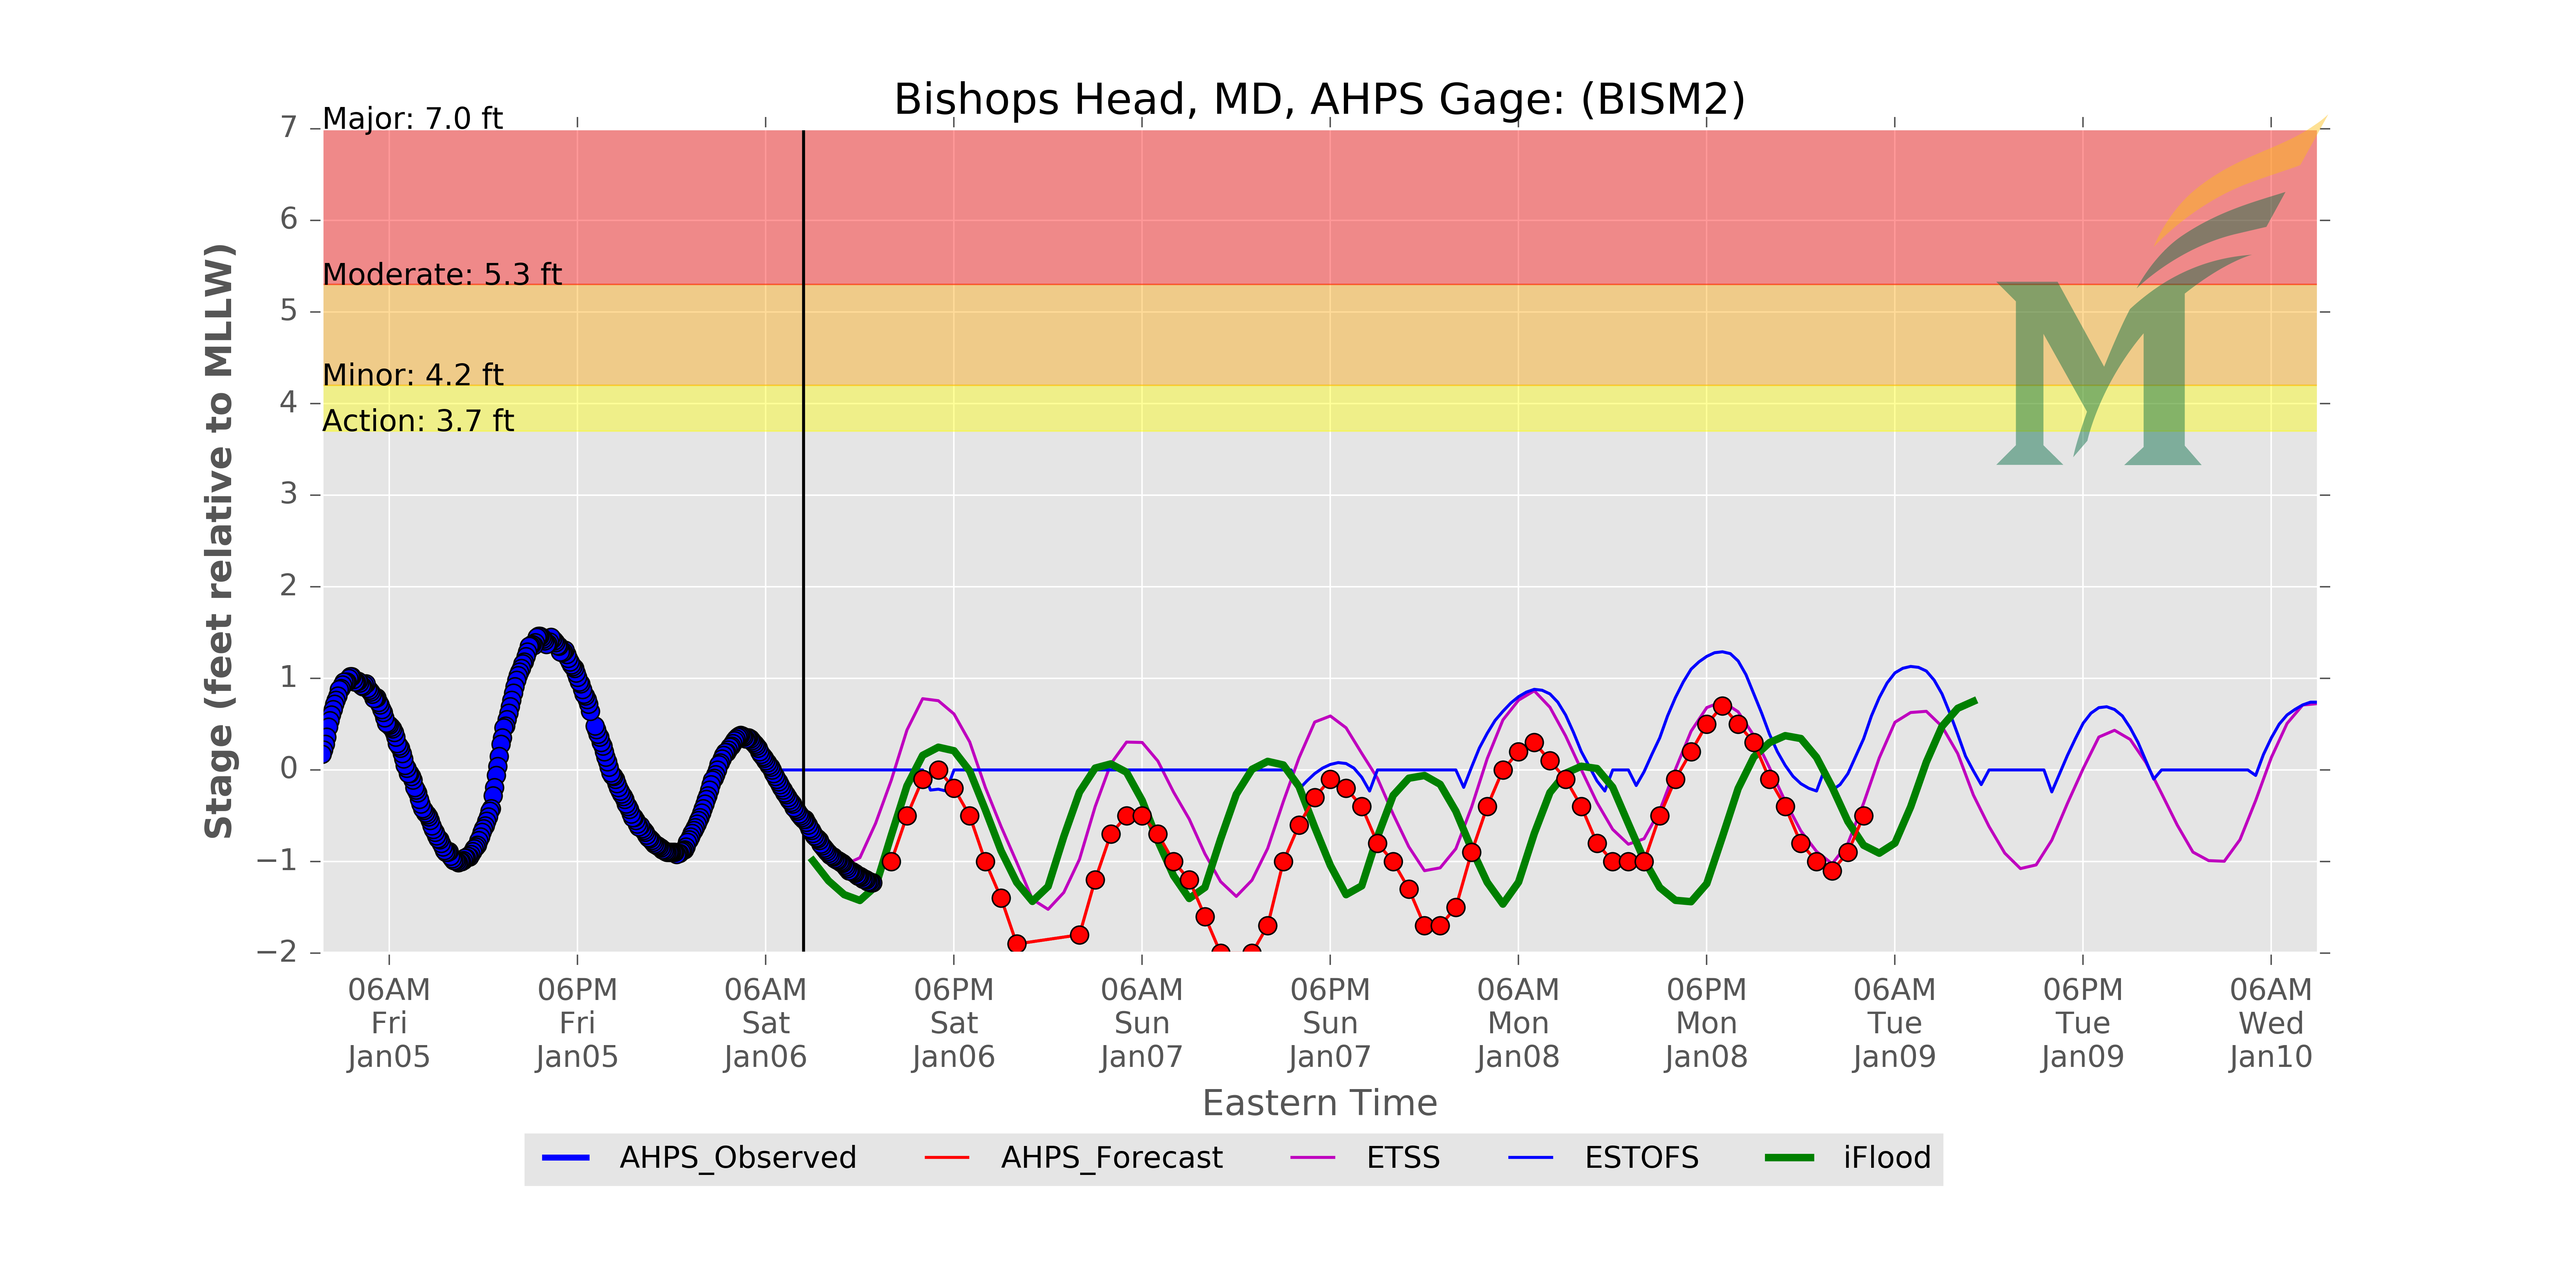 Bishops Head, MD, AHPS Gage: (BISM2)
Stage (feet relative to MLLW)
7
6
5
4
3
2
1
0
−1
−2
Major: 7.0 ft
Moderate: 5.3 ft
Minor: 4.2 ft
Action: 3.7 ft
M
06AM 06PM 06AM 06PM 06AM 06PM 06AM 06PM 06AM 06PM 06AM
Fri Fri Sat Sat Sun Sun Mon Mon Tue Tue Wed
Jan05 Jan05 Jan06 Jan06 Jan07 Jan07 Jan08 Jan08 Jan09 Jan09 Jan10
Eastern Time
AHPS_Observed AHPS_Forecast ETSS ESTOFS iFlood